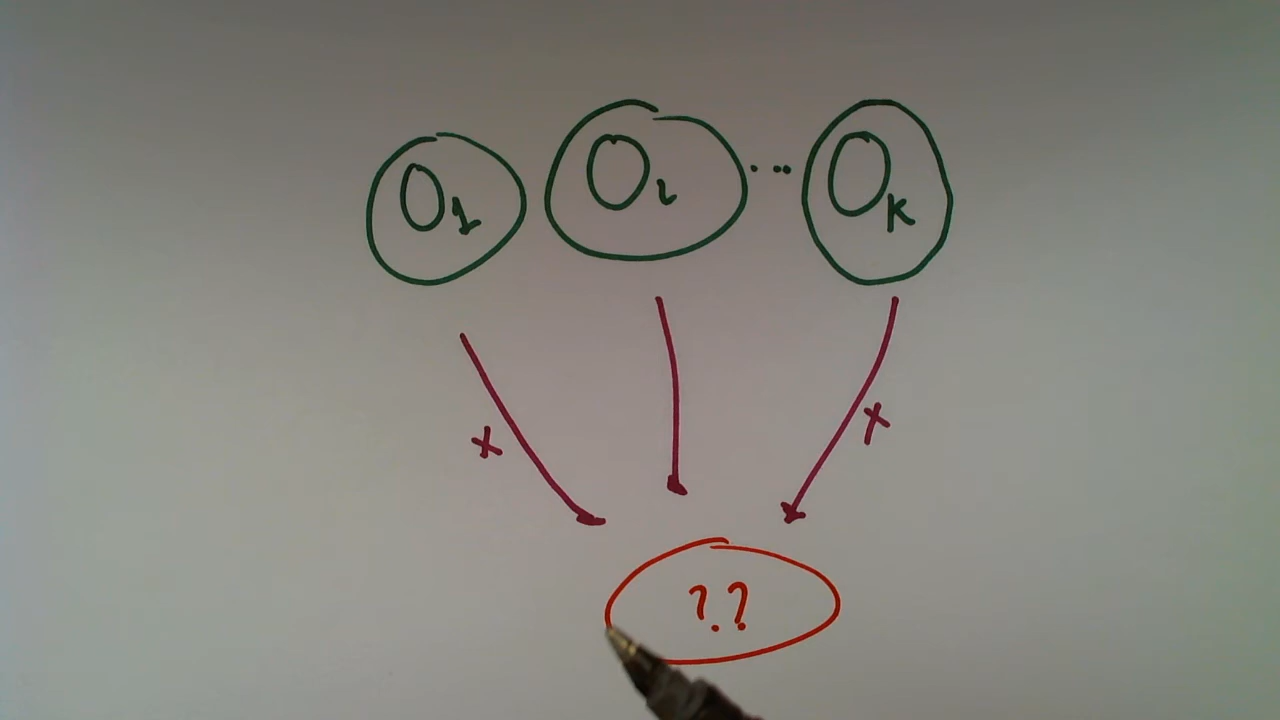 O₁ O₂ ... Oₖ
x x
??